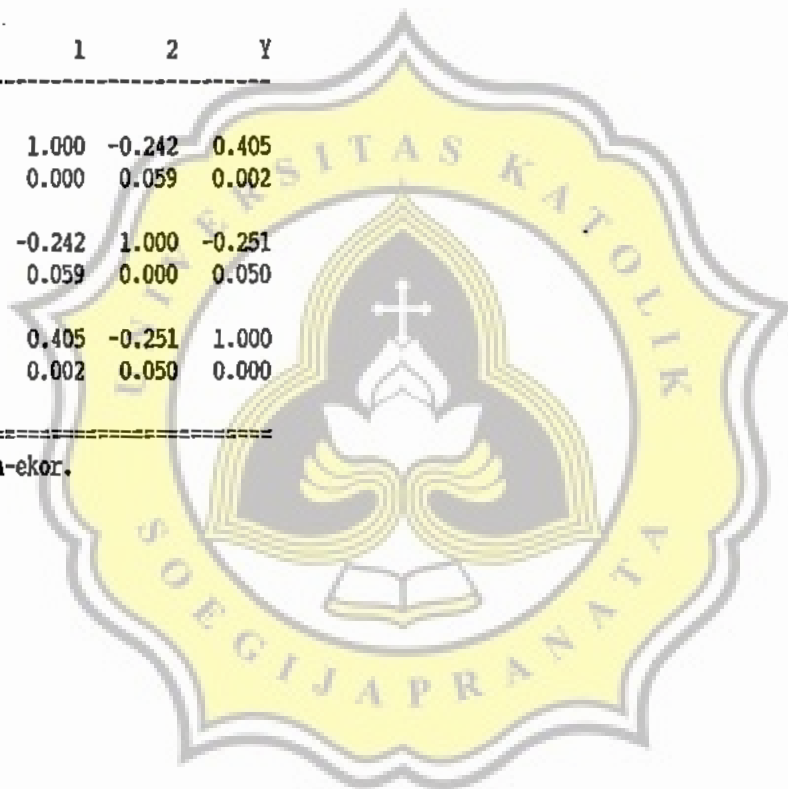 1 2 Y
1.000 -0.242 0.405
0.000 0.059 0.002
-0.242 1.000 -0.251
0.059 0.000 0.050
0.405 -0.251 1.000
0.002 0.050 0.000
-ekor.
UNIVERSITAS KATOLIK
SOEGIJAPRANATA